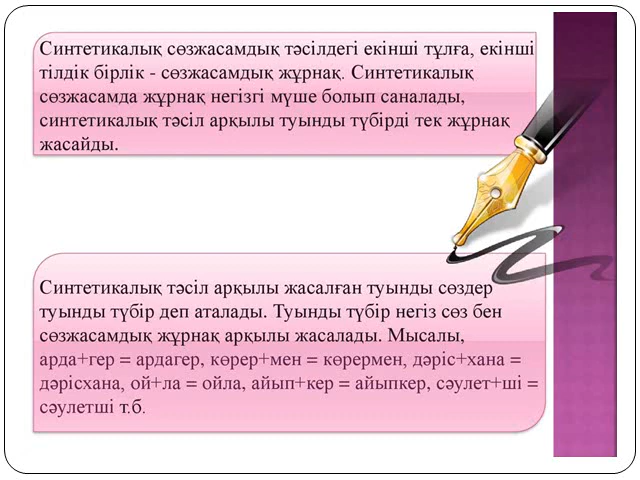 Синтетикалық сөзжасамдық тәсілдегі екінші тұлға, екінші
тілдік бірлік - сөзжасамдық жұрнақ. Синтетикалық
сөзжасамда жұрнақ негізгі мүше болып саналады,
синтетикалық тәсіл арқылы туынды түбірді тек жұрнақ
жасайды.
Синтетикалық тәсіл арқылы жасалған туынды сөздер
туынды түбір деп аталады. Туынды түбір негіз сөз бен
сөзжасамдық жұрнақ арқылы жасалады. Мысалы,
арда+гер = ардагер, көрер+мен = көрермен, дәріс+хана =
дәрісхана, ой+ла = ойла, айып+кер = айыпкер, сәулет+ші =
сәулетші т.б.